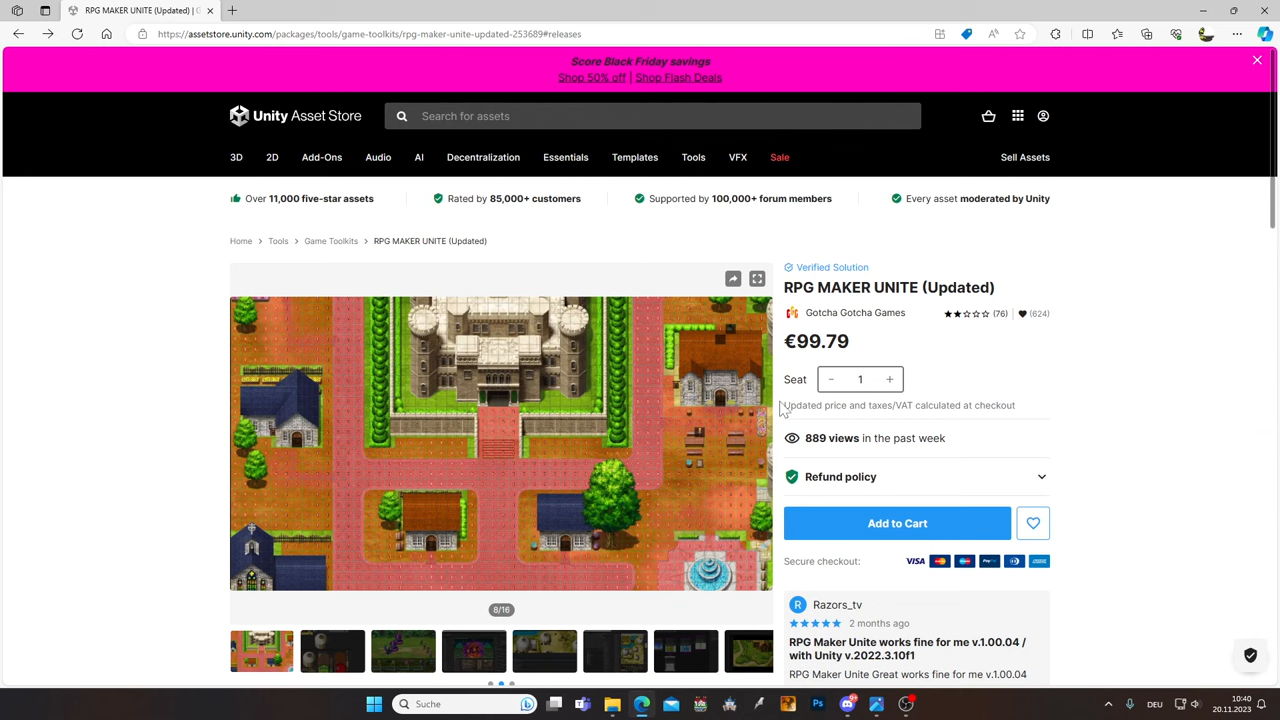 RPG MAKER UNITE (Updated) | G
https://assetstore.unity.com/packages/tools/game-toolkits/rpg-maker-unite-updated-253689#releases
Score Black Friday savings
Shop 50% off | Shop Flash Deals
Unity Asset Store
Search for assets
3D 2D Add-Ons Audio AI Decentralization Essentials Templates Tools VFX Sale Sell Assets
Over 11,000 five-star assets Rated by 85,000+ customers Supported by 100,000+ forum members Every asset moderated by Unity
Home > Tools > Game Toolkits > RPG MAKER UNITE (Updated)
Verified Solution
RPG MAKER UNITE (Updated)
Gotcha Gotcha Games (76) | (624)
€99.79
Seat - 1 +
Updated price and taxes/VAT calculated at checkout
889 views in the past week
Refund policy
Add to Cart
Secure checkout: VISA
8/16
R Razors_tv
2 months ago
RPG Maker Unite works fine for me v.1.00.04 /
with Unity v.2022.3.10f1
RPG Maker Unite Great works fine for me v.1.00.04
Suche
Ps
DEU
10:40
20.11.2023